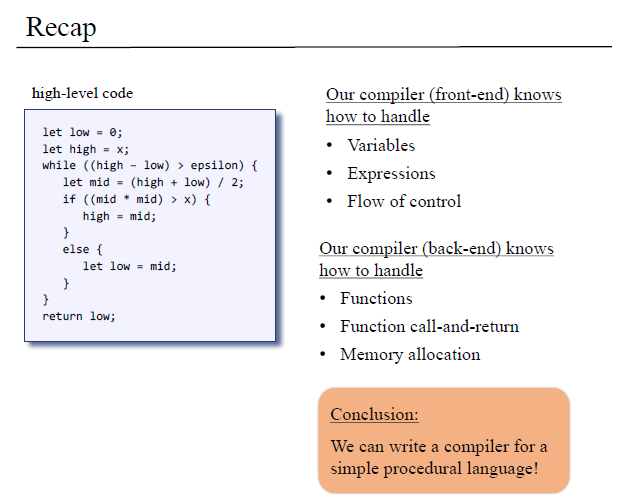 Recap
high-level code
let low = 0;
let high = x;
while ((high - low) > epsilon) {
let mid = (high + low) / 2;
if ((mid * mid) > x) {
high = mid;
}
else {
let low = mid;
}
}
return low;
Our compiler (front-end) knows
how to handle
• Variables
• Expressions
• Flow of control
Our compiler (back-end) knows
how to handle
• Functions
• Function call-and-return
• Memory allocation
Conclusion:
We can write a compiler for a
simple procedural language!